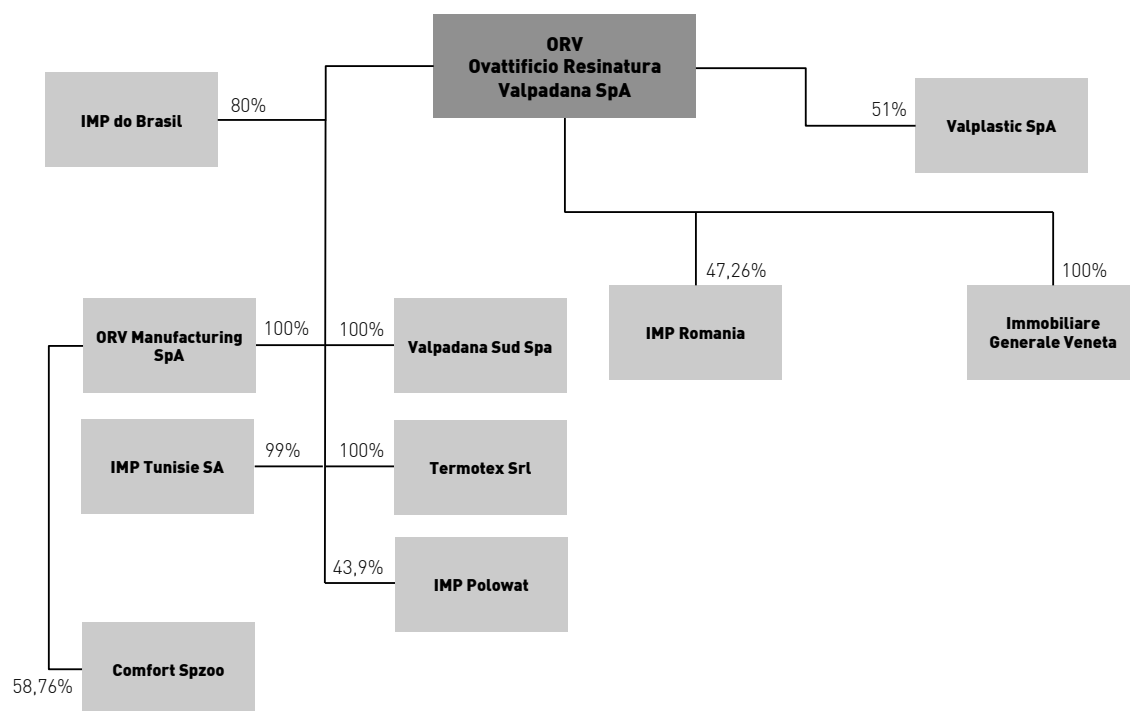 ORV
Ovattificio Resinatura
Valpadana SpA
IMP do Brasil
80%
51%
Valplastic SpA
47,26%
100%
IMP Romania
Immobiliare
Generale Veneta
ORV Manufacturing
SpA
100%
100%
Valpadana Sud Spa
IMP Tunisie SA
99%
100%
Termotex Srl
43,9%
IMP Polowat
Comfort Spzoo
58,76%